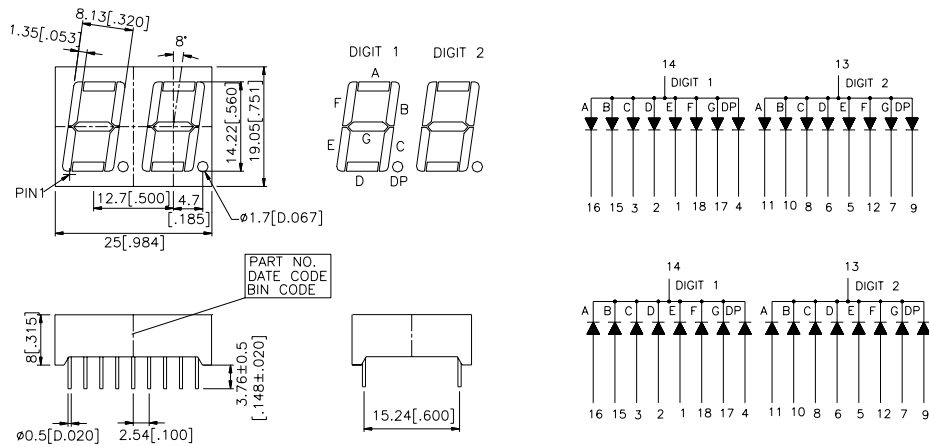 8.13[.320]
1.35[.053]
8°
14.22[.560]
19.05[.751]
PIN1
12.7[.500]
4.7
[.185]
ø1.7[D.067]
25[.984]
DIGIT 1 DIGIT 2
A
F
B
G
E
C
D DP
14 13
DIGIT 1 DIGIT 2
A B C D E F G DP A B C D E F G DP
16 15 3 2 1 18 17 4 11 10 8 6 5 12 7 9
PART NO.
DATE CODE
BIN CODE
8[.315]
3.76±0.5
[.148±.020]
ø0.5[D.020]
2.54[.100]
15.24[.600]
14 13
DIGIT 1 DIGIT 2
A B C D E F G DP A B C D E F G DP
16 15 3 2 1 18 17 4 11 10 8 6 5 12 7 9